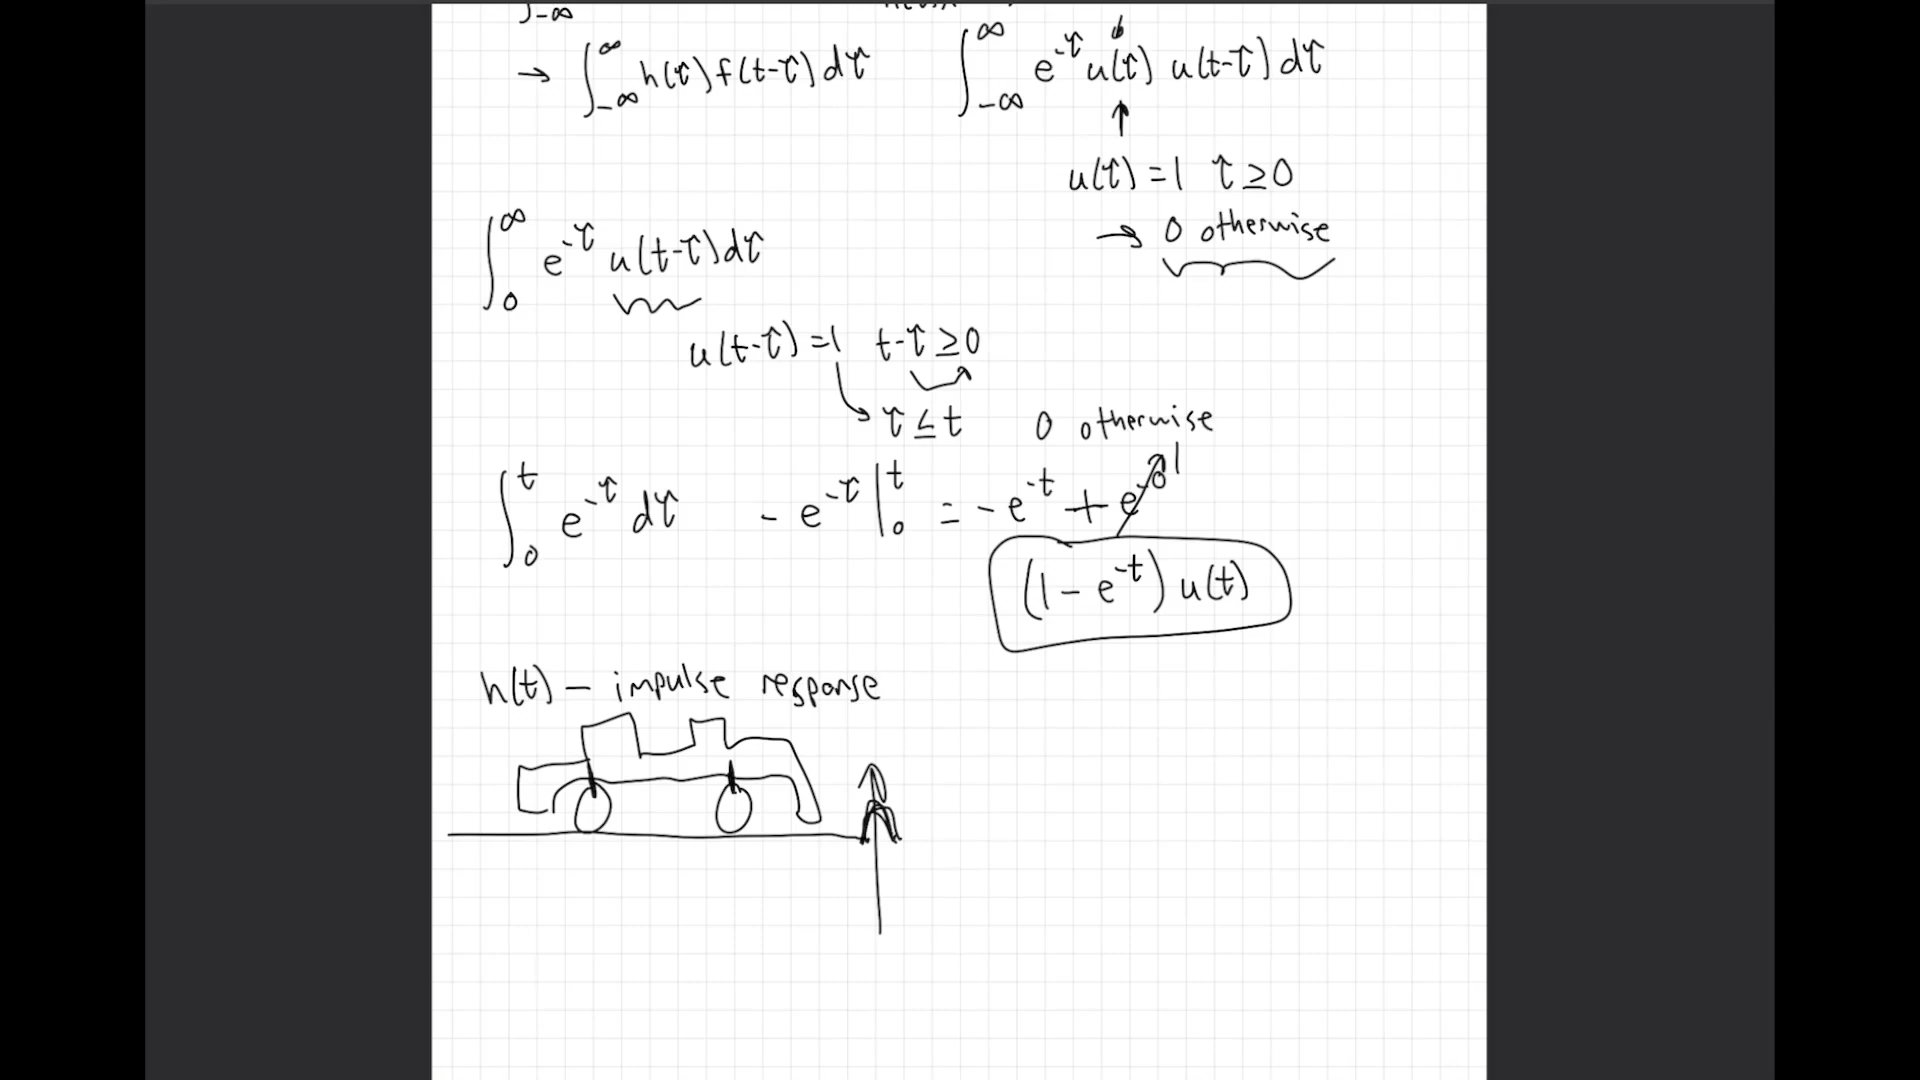 ∫_{-∞}
→ ∫_{-∞}^{∞} h(τ) f(t-τ) dτ    ∫_{-∞}^{∞} e^{-τ} u(τ) u(t-τ) dτ
u(τ) = 1  τ ≥ 0
→ 0 otherwise
∫_0^∞ e^{-τ} u(t-τ) dτ
u(t-τ) = 1  t-τ ≥ 0
τ ≤ t  0 otherwise
∫_0^t e^{-τ} dτ  -e^{-τ} |_0^t = -e^{-t} + e^{-0} 1
(1 - e^{-t}) u(t)
h(t) – impulse response